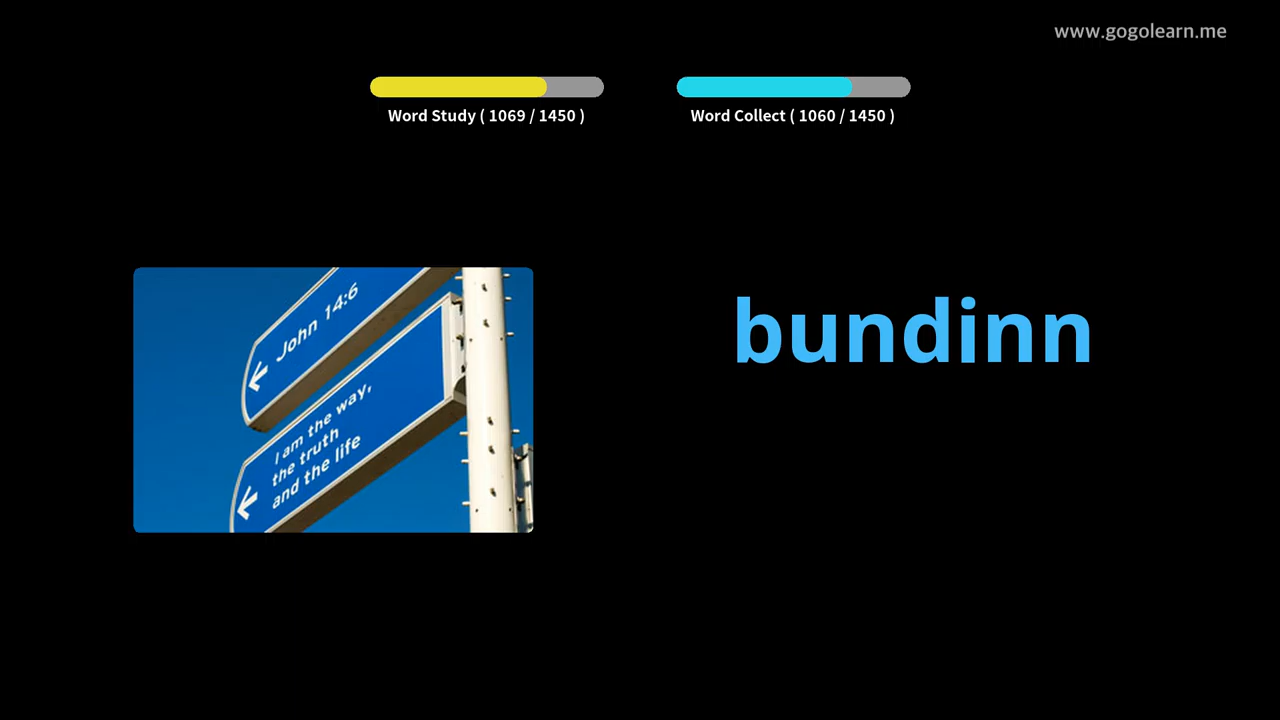 www.gogolearn.me
Word Study ( 1069 / 1450 )
Word Collect ( 1060 / 1450 )
John 14:6
I am the way,
the truth
and the life
bundinn